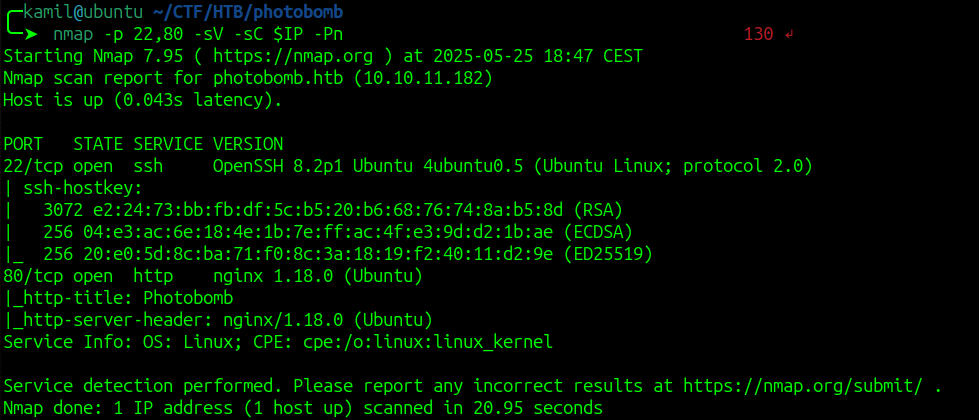 kamil@ubuntu ~/CTF/HTB/photobomb
nmap -p 22,80 -sV -sC $IP -Pn 130 ↲
Starting Nmap 7.95 ( https://nmap.org ) at 2025-05-25 18:47 CEST
Nmap scan report for photobomb.htb (10.10.11.182)
Host is up (0.043s latency).
PORT   STATE SERVICE VERSION
22/tcp open  ssh     OpenSSH 8.2p1 Ubuntu 4ubuntu0.5 (Ubuntu Linux; protocol 2.0)
| ssh-hostkey:
|   3072 e2:24:73:bb:fb:df:5c:b5:20:b6:68:76:74:8a:b5:8d (RSA)
|   256 04:e3:ac:6e:18:4e:1b:7e:ff:ac:4f:e3:9d:d2:1b:ae (ECDSA)
|_  256 20:e0:5d:8c:ba:71:f0:8c:3a:18:19:f2:40:11:d2:9e (ED25519)
80/tcp open  http    nginx 1.18.0 (Ubuntu)
|_http-title: Photobomb
|_http-server-header: nginx/1.18.0 (Ubuntu)
Service Info: OS: Linux; CPE: cpe:/o:linux:linux_kernel
Service detection performed. Please report any incorrect results at https://nmap.org/submit/ .
Nmap done: 1 IP address (1 host up) scanned in 20.95 seconds